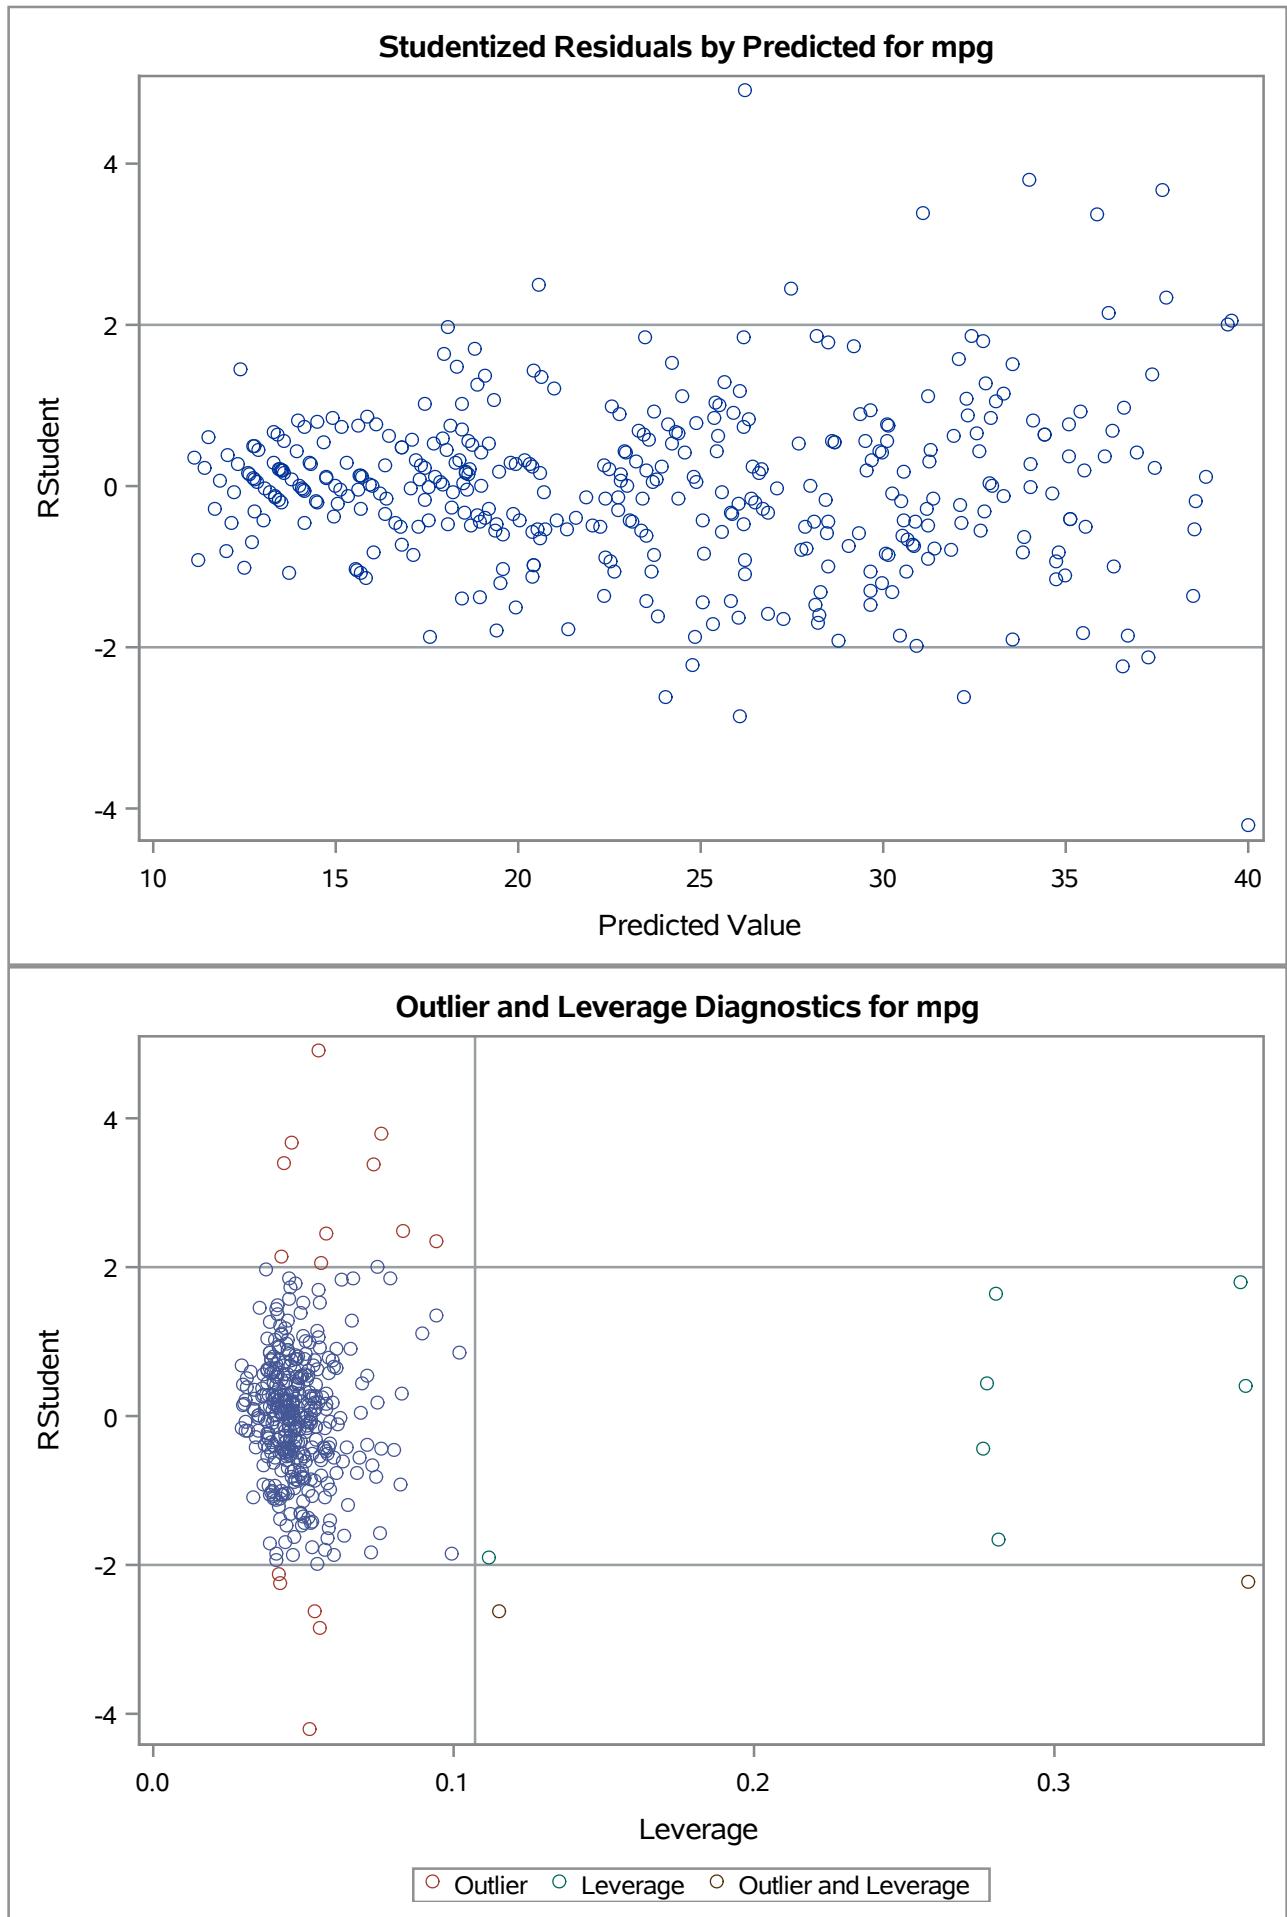 Studentized Residuals by Predicted for mpg
4
2
0
-2
-4
RStudent
10 15 20 25 30 35 40
Predicted Value
Outlier and Leverage Diagnostics for mpg
4
2
0
-2
-4
RStudent
0.0 0.1 0.2 0.3
Leverage
Outlier Leverage Outlier and Leverage